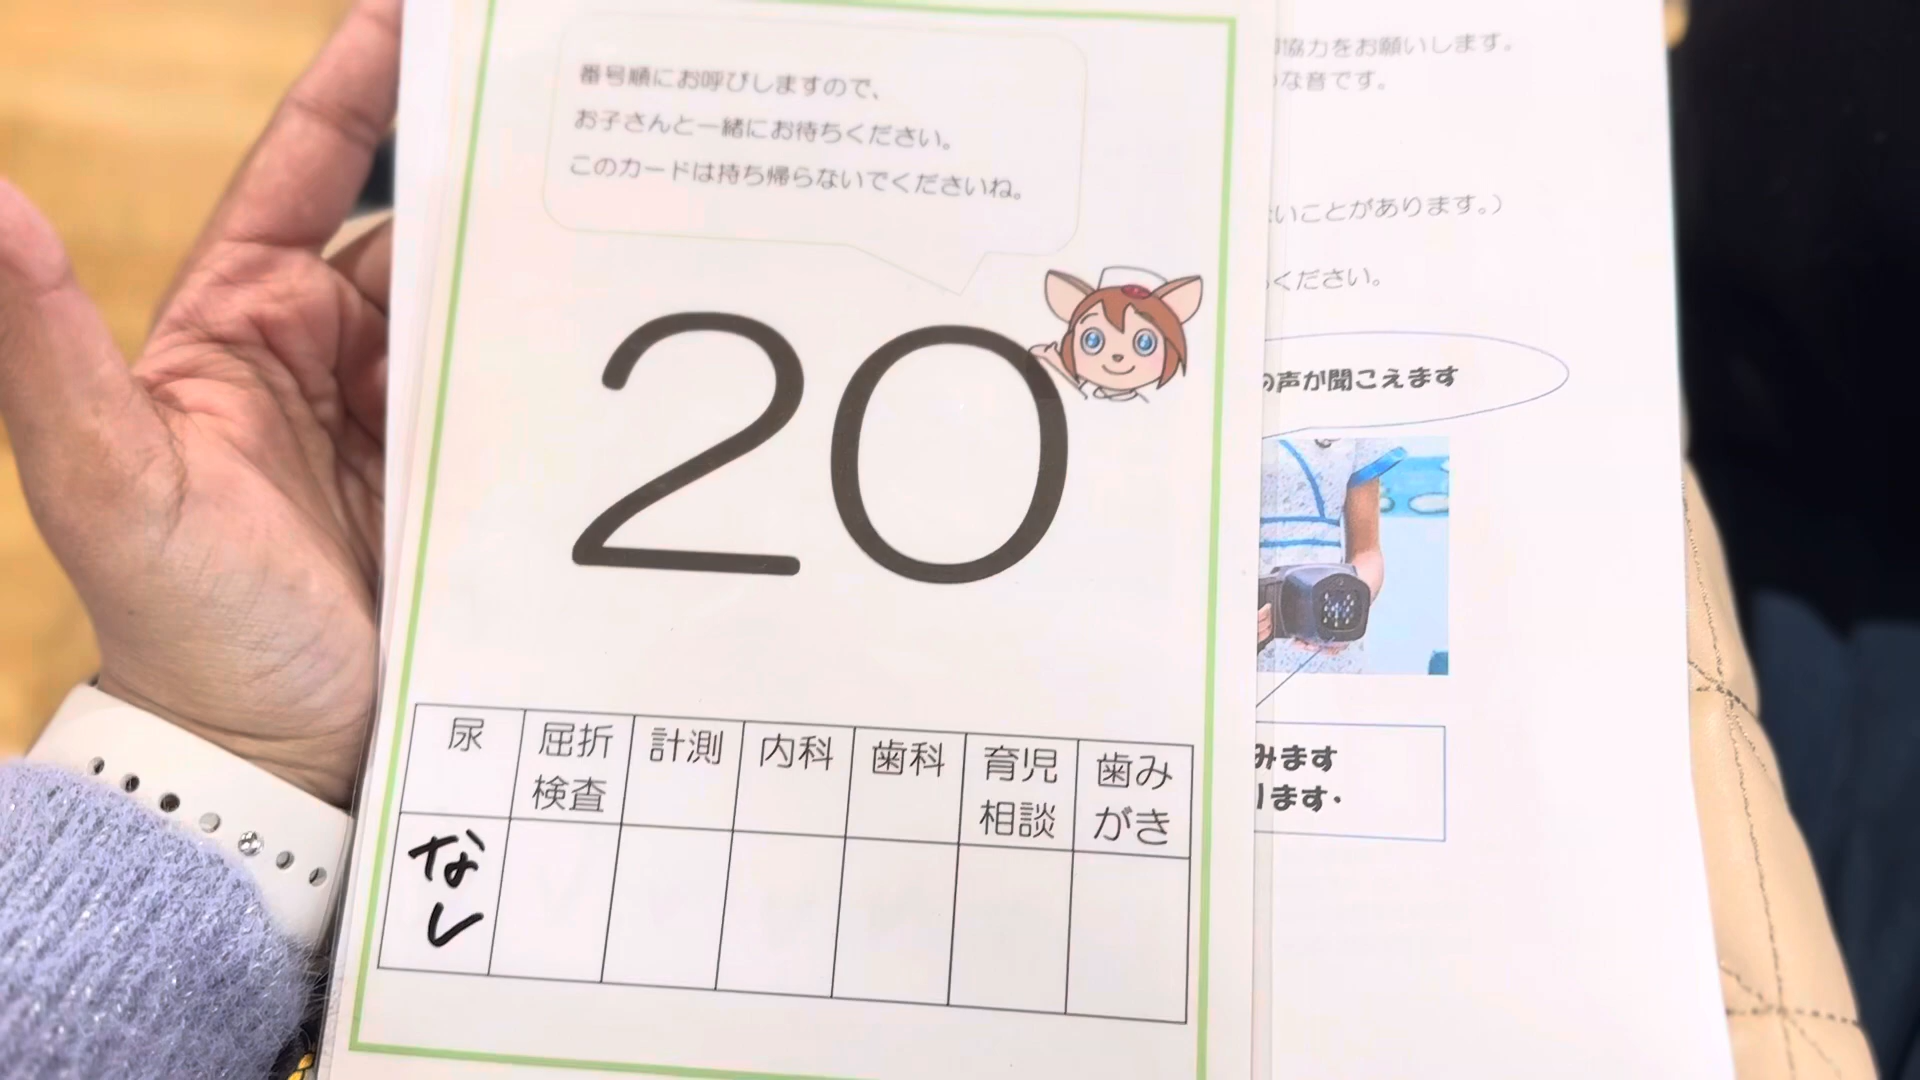 番号順にお呼びしますので、
お子さんと一緒にお待ちください。
このカードは持ち帰らないでくださいね。
20
尿
屈折
検査
計測
内科
歯科
育児
相談
歯み
がき
なし
協力をお願いします。
な音です。
いことがあります。）
ください。
の声が聞こえます
みます
ります・